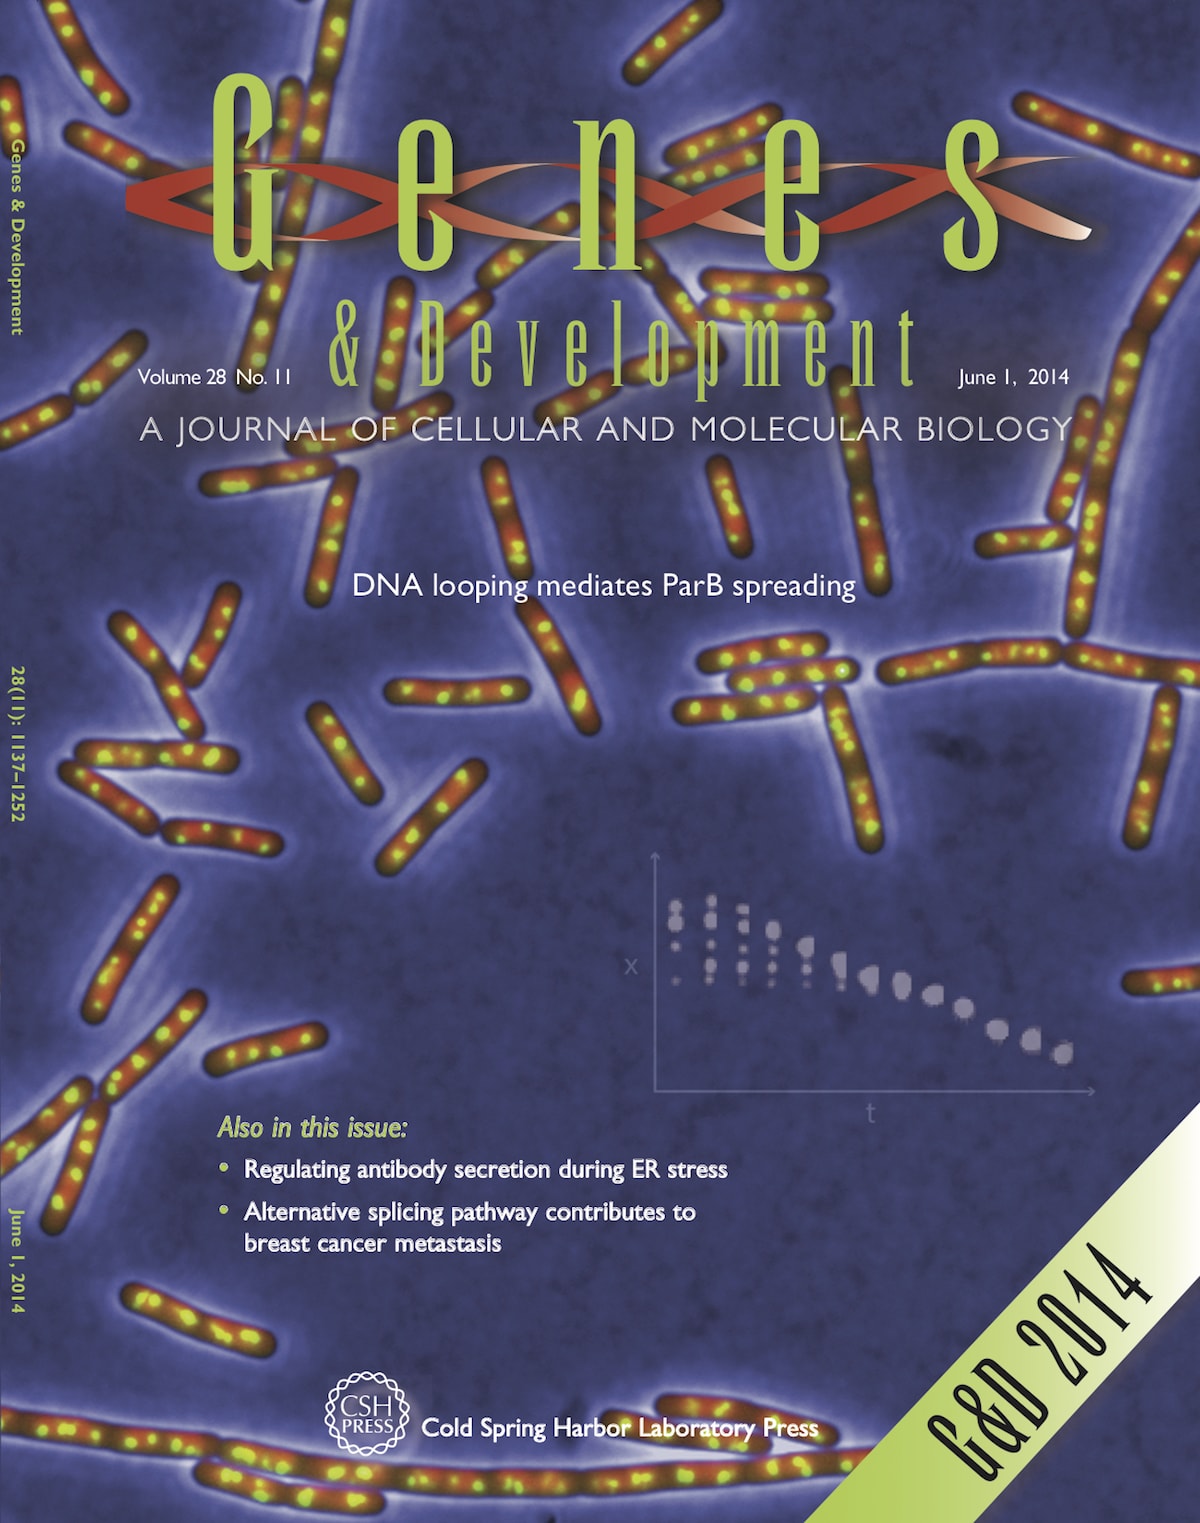 Genes
& Development
Volume 28 No. 11
June 1, 2014
A JOURNAL OF CELLULAR AND MOLECULAR BIOLOGY
DNA looping mediates ParB spreading
x
t
Also in this issue:
• Regulating antibody secretion during ER stress
• Alternative splicing pathway contributes to
breast cancer metastasis
CSH
PRESS
Cold Spring Harbor Laboratory Press
G&D 2014
Genes & Development
28(11): 1137–1252
June 1, 2014